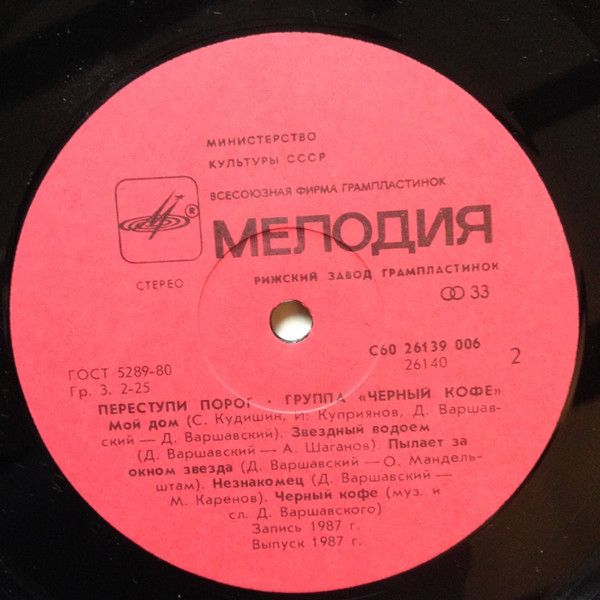 МИНИСТЕРСТВО
КУЛЬТУРЫ СССР
ВСЕСОЮЗНАЯ ФИРМА ГРАМПЛАСТИНОК
®
МЕЛОДИЯ
СТЕРЕО
РИЖСКИЙ ЗАВОД ГРАМПЛАСТИНОК
33
ГОСТ 5289-80
Гр. 3. 2-25
С60 26139 006
26140
2
ПЕРЕСТУПИ ПОРОГ · ГРУППА «ЧЕРНЫЙ КОФЕ»
Мой дом (С. Кудишин, И. Куприянов, Д. Варшав-
ский — Д. Варшавский). Звездный водоем
(Д. Варшавский — А. Шаганов). Пылает за
окном звезда (Д. Варшавский — О. Мандель-
штам). Незнакомец (Д. Варшавский —
М. Каренов). Черный кофе (муз. и
сл. Д. Варшавского)
Запись 1987 г.
Выпуск 1987 г.